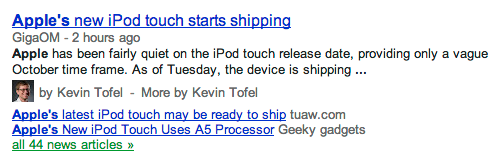 Apple's new iPod touch starts shipping
GigaOM - 2 hours ago
Apple has been fairly quiet on the iPod touch release date, providing only a vague
October time frame. As of Tuesday, the device is shipping ...
by Kevin Tofel - More by Kevin Tofel
Apple's latest iPod touch may be ready to ship tuaw.com
Apple's New iPod Touch Uses A5 Processor Geeky gadgets
all 44 news articles »